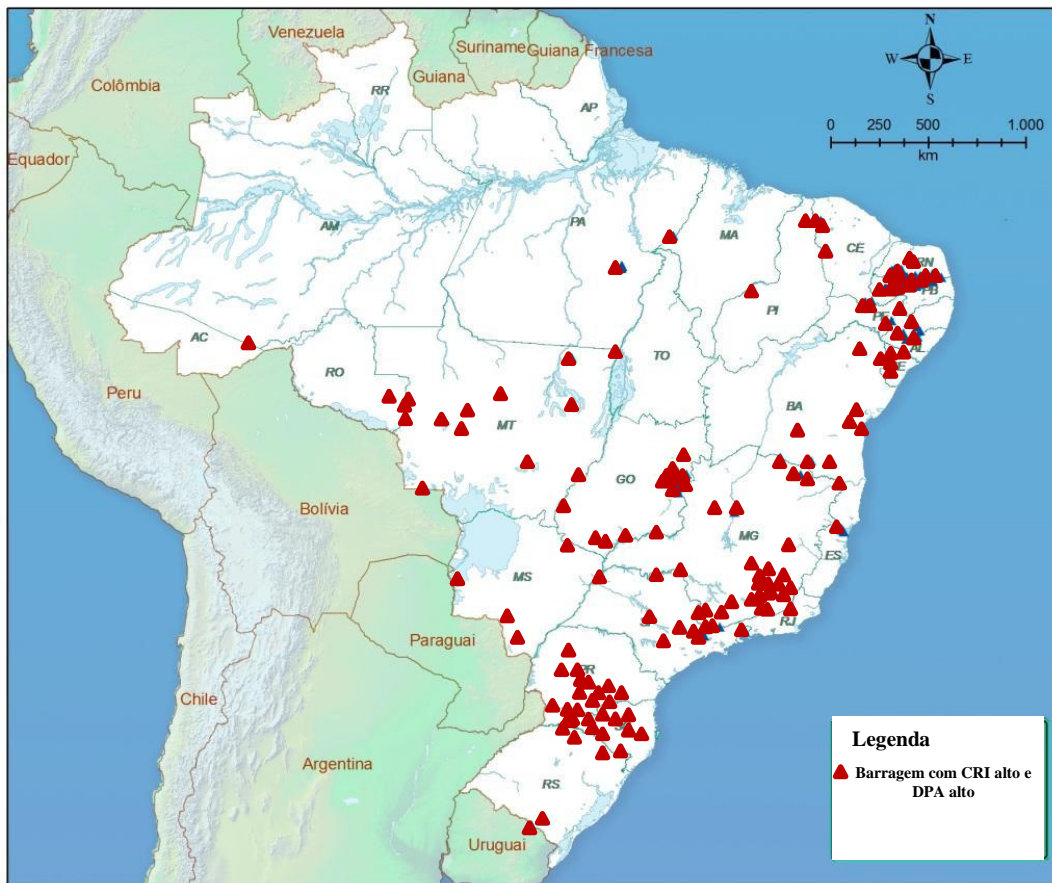 Venezuela
Suriname
Guiana Francesa
Guiana
Colômbia
N
W
E
S
RR
AP
0 250 500 1.000
km
Equador
AM
PA
MA
CE
RN
PB
PI
PE
AL
SE
AC
RO
TO
BA
MT
Peru
GO
Bolívia
MG
ES
MS
SP
RJ
Paraguai
PR
Chile
SC
Argentina
RS
Uruguai
Legenda
Barragem com CRI alto e
DPA alto